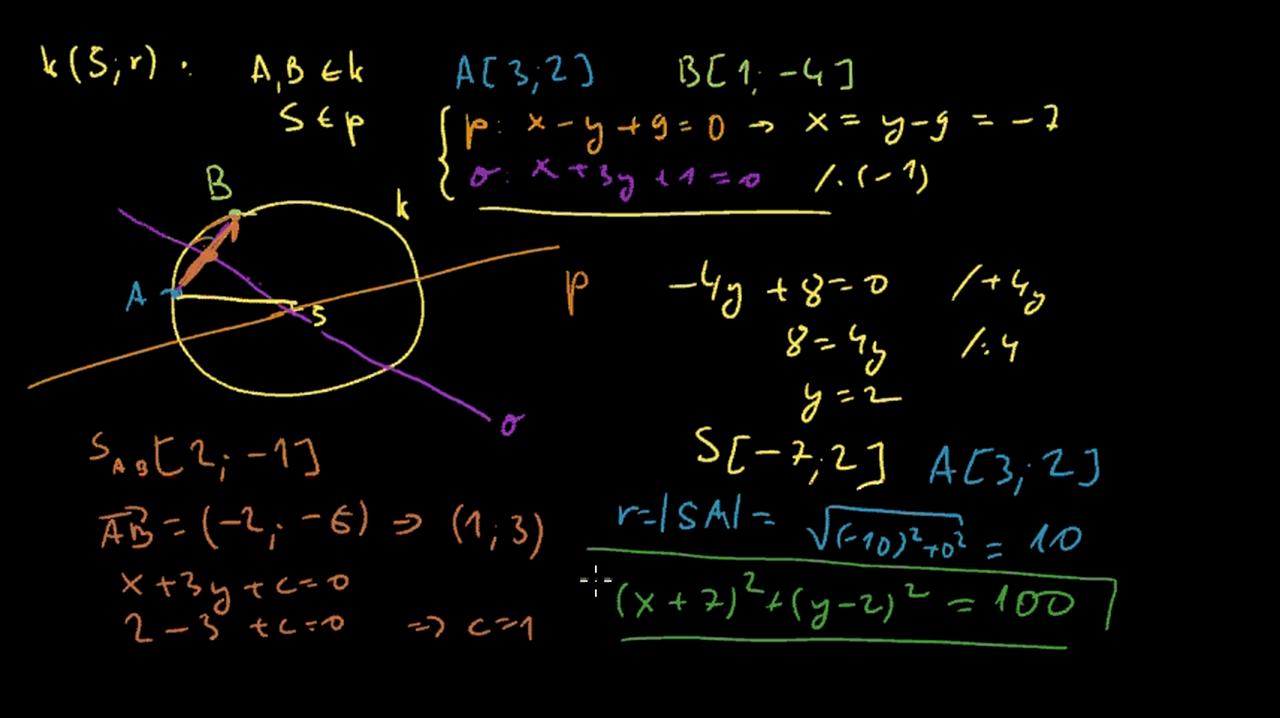 k(S;r): A,B ∈ k A[3;2] B[1;-4]
S ∈ p
p: x-y+9=0 → x = y-9 = -7
σ: x+3y+1=0 /.(-1)
B
k
A
S
p
σ
-4y +8=0 /+4y
8=4y /:4
y=2
S[-7;2] A[3;2]
r=|SA|= √(-10)²+0² = 10
(x+7)²+(y-2)² = 100
S_AB[2;-1]
AB⃗ = (-2;-6) ⇒ (1;3)
x+3y+c=0
2-3+c=0 ⇒ c=1